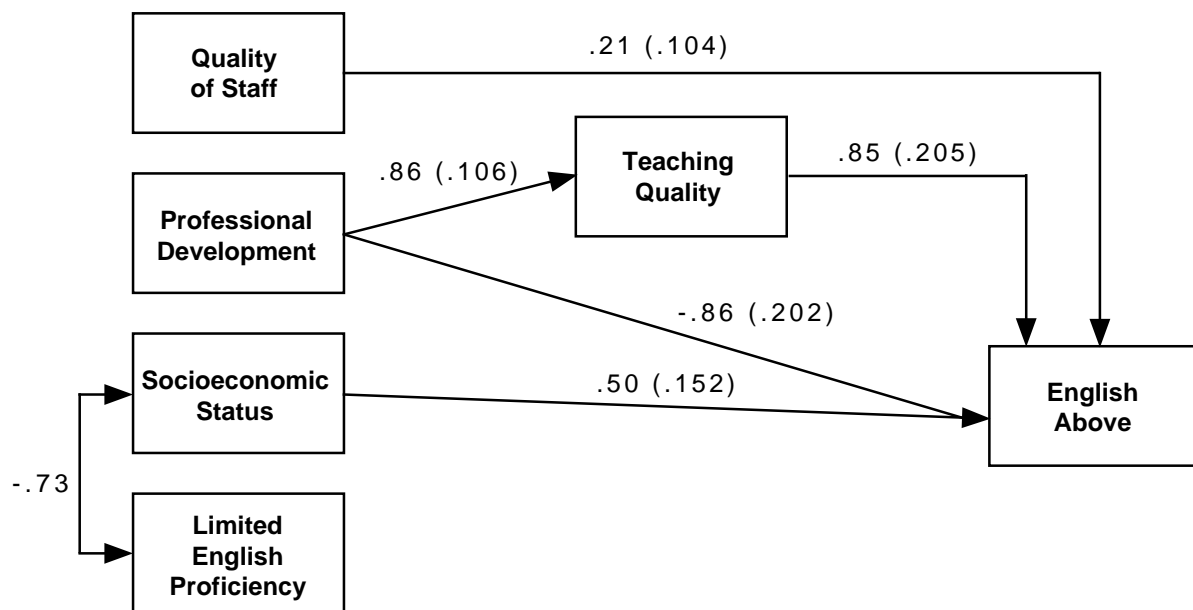 Quality
of Staff
.21 (.104)
Teaching
Quality
.86 (.106)
.85 (.205)
Professional
Development
-.86 (.202)
Socioeconomic
Status
.50 (.152)
English
Above
-.73
Limited
English
Proficiency